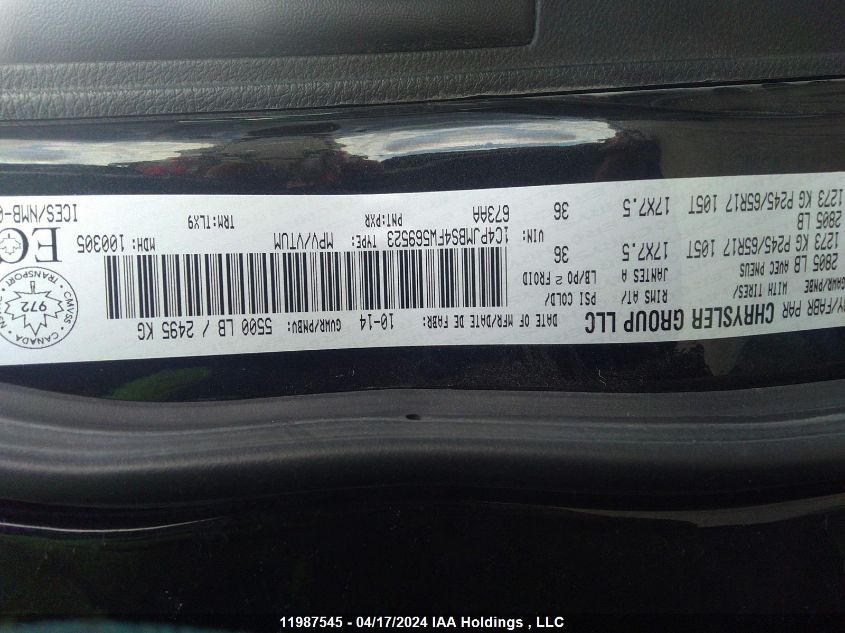 BY/FABR PAR CHRYSLER GROUP LLC
DATE OF MFR/DATE DE FABR: 10-14 GVWR/PNBV: 5500 LB / 2495 KG
GAWR/PNBE WITH TIRES/ RIMS AT/ PSI COLD/
2805 LB AVEC PNEUS JANTES A LB/PO2 FROID
1273 KG P245/65R17 105T 17X7.5 36
2805 LB
1273 KG P245/65R17 105T 17X7.5 36
VIN: 1C4PJMBS4FW569523 TYPE: MPV/VTUM MDH: 100305
673AA PNT:PXR TRM:TLX9
ICES/NMB-
CMVSS
TRANSPORT
972
CANADA
11987545 - 04/17/2024 IAA Holdings , LLC